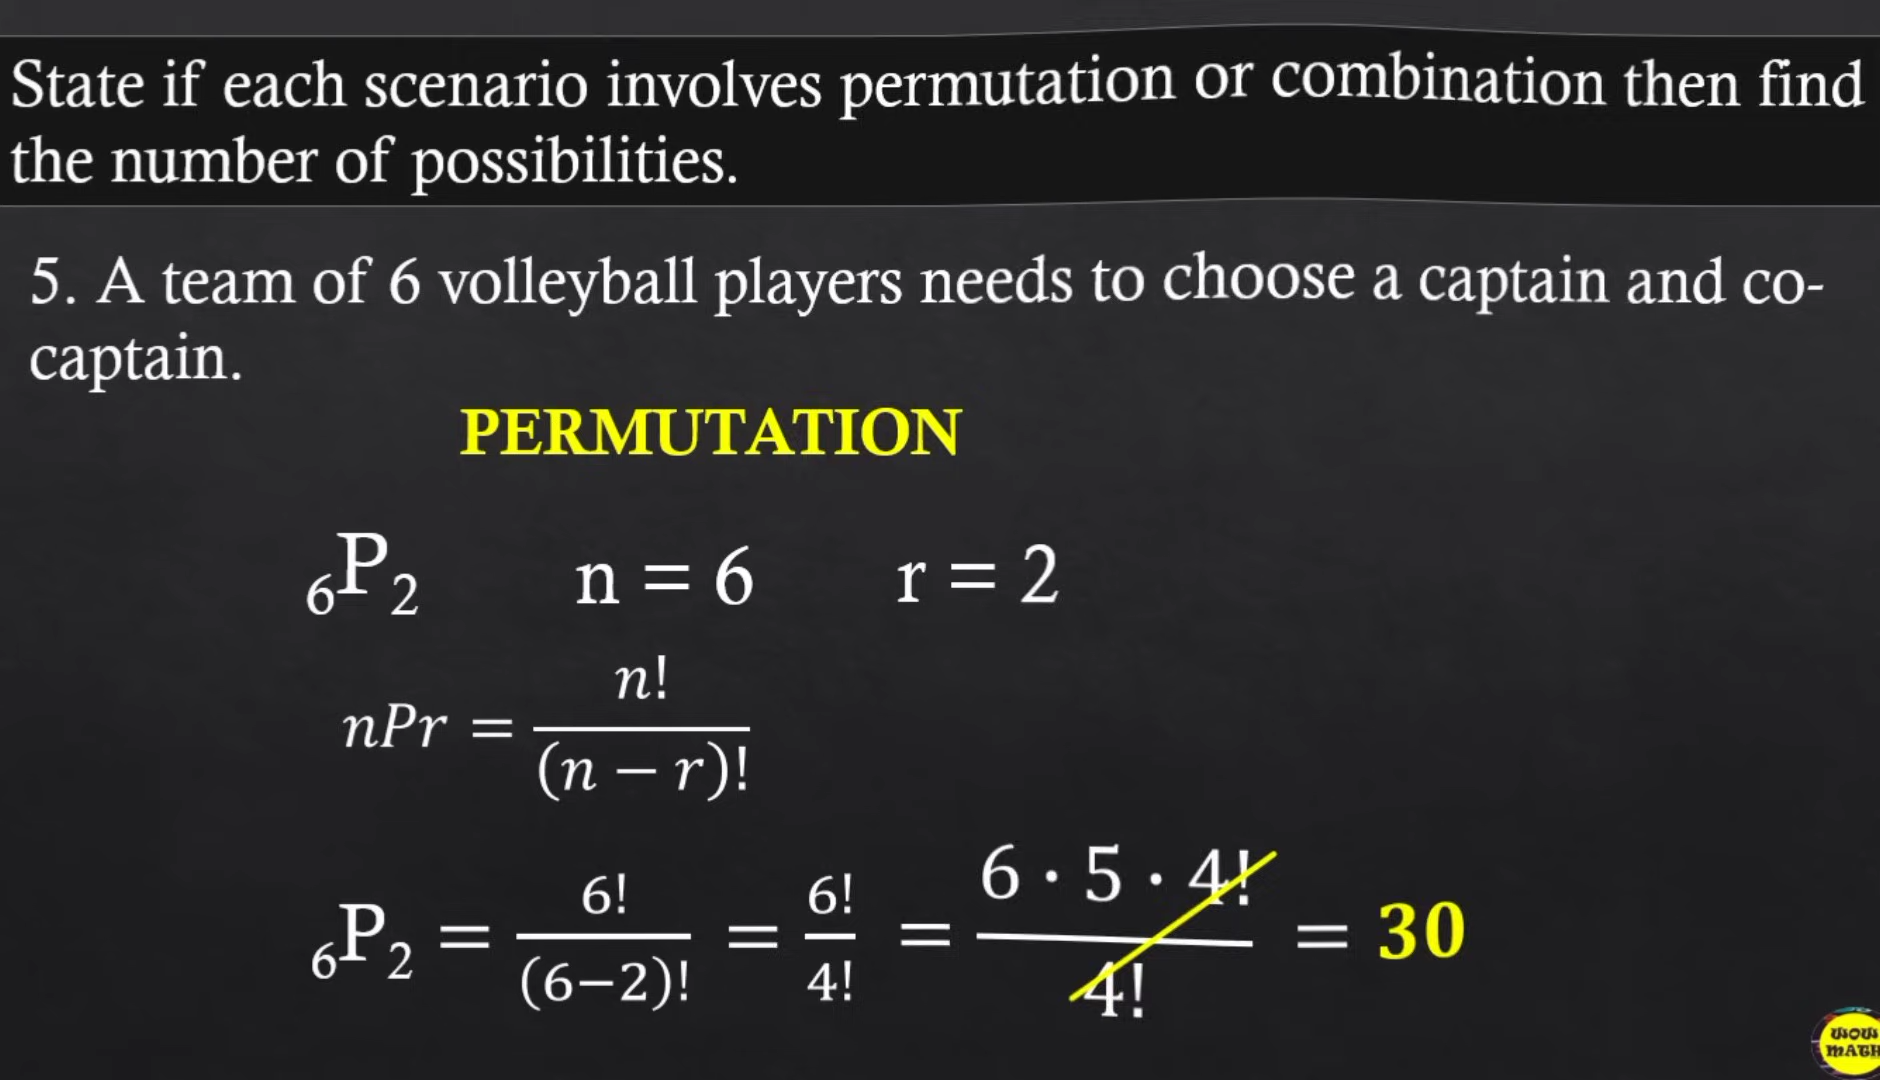 State if each scenario involves permutation or combination then find
the number of possibilities.
5. A team of 6 volleyball players needs to choose a captain and co-
captain.
PERMUTATION
₆P₂ n = 6 r = 2
nPr = n! / (n − r)!
₆P₂ = 6! / (6−2)! = 6! / 4! = 6 · 5 · 4! / 4! = 30
WOW
MATH